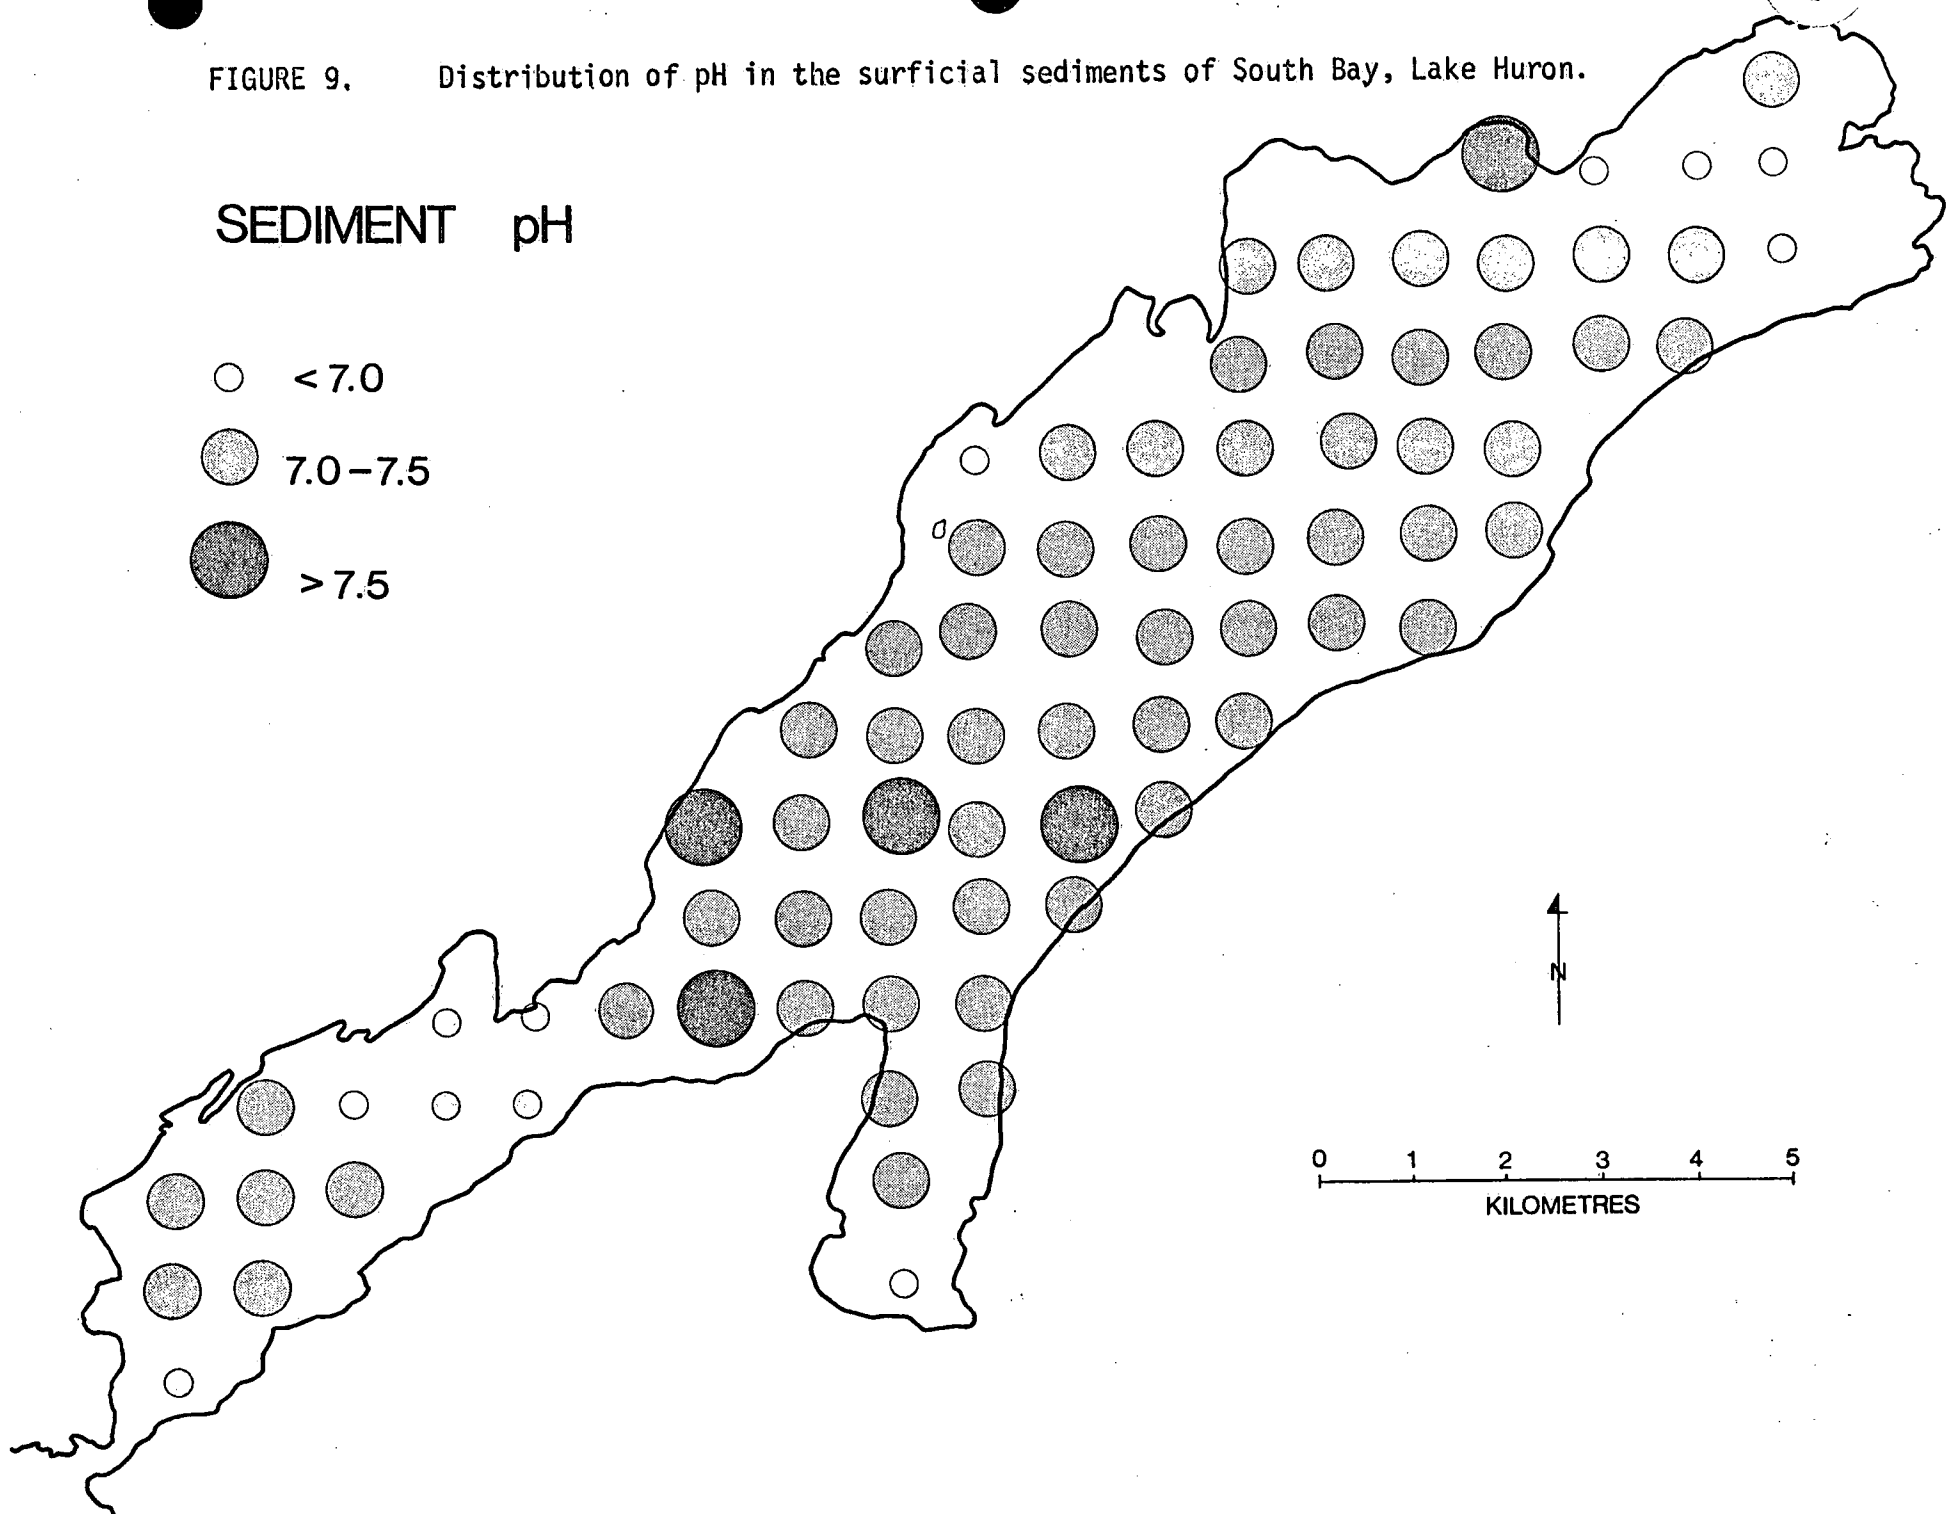 FIGURE 9. Distribution of pH in the surficial sediments of South Bay, Lake Huron.
SEDIMENT pH
<7.0
7.0-7.5
>7.5
N
0 1 2 3 4 5
KILOMETRES